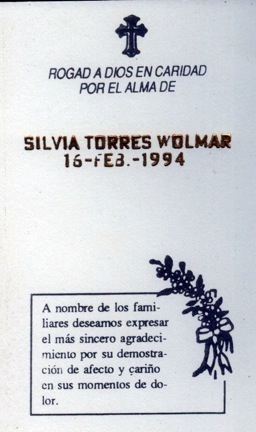 ROGAD A DIOS EN CARIDAD
POR EL ALMA DE
SILVIA TORRES WOLMAR
16-FEB.-1994
A nombre de los fami-
liares deseamos expresar
el más sincero agradeci-
miento por su demostra-
ción de afecto y cariño
en sus momentos de do-
lor.